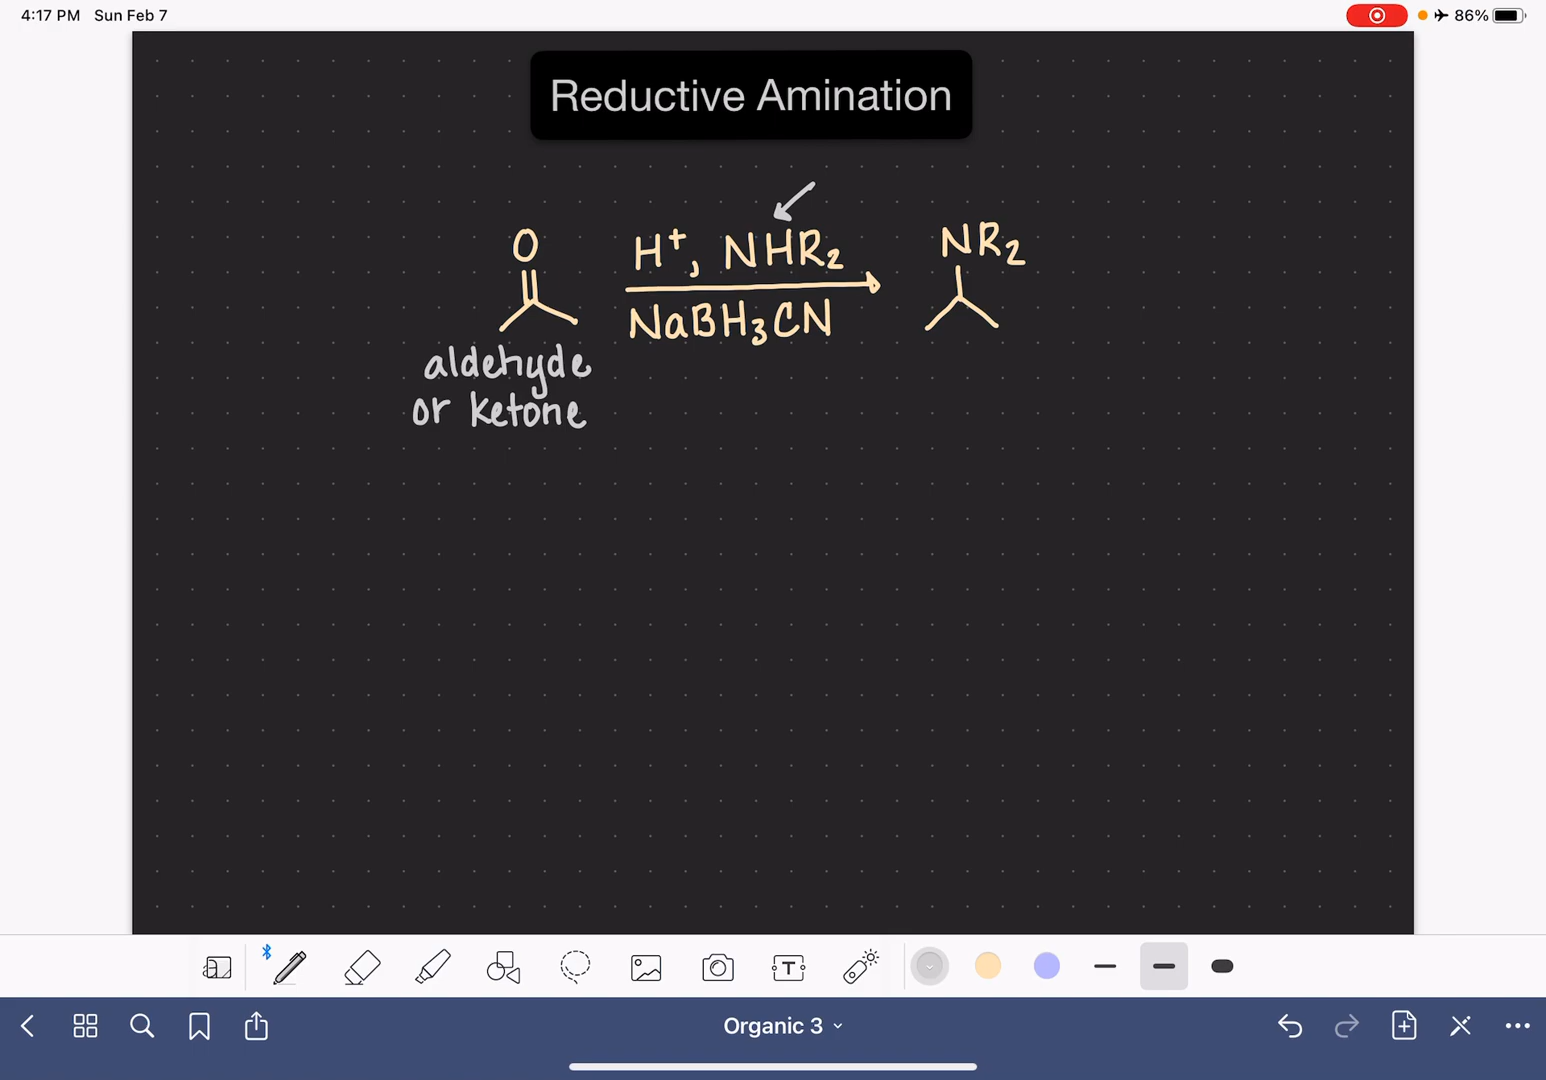 4:17 PM Sun Feb 7 86%
Reductive Amination
O H⁺, NHR₂ NR₂
NaBH₃CN
aldehyde
or ketone
a T
Organic 3